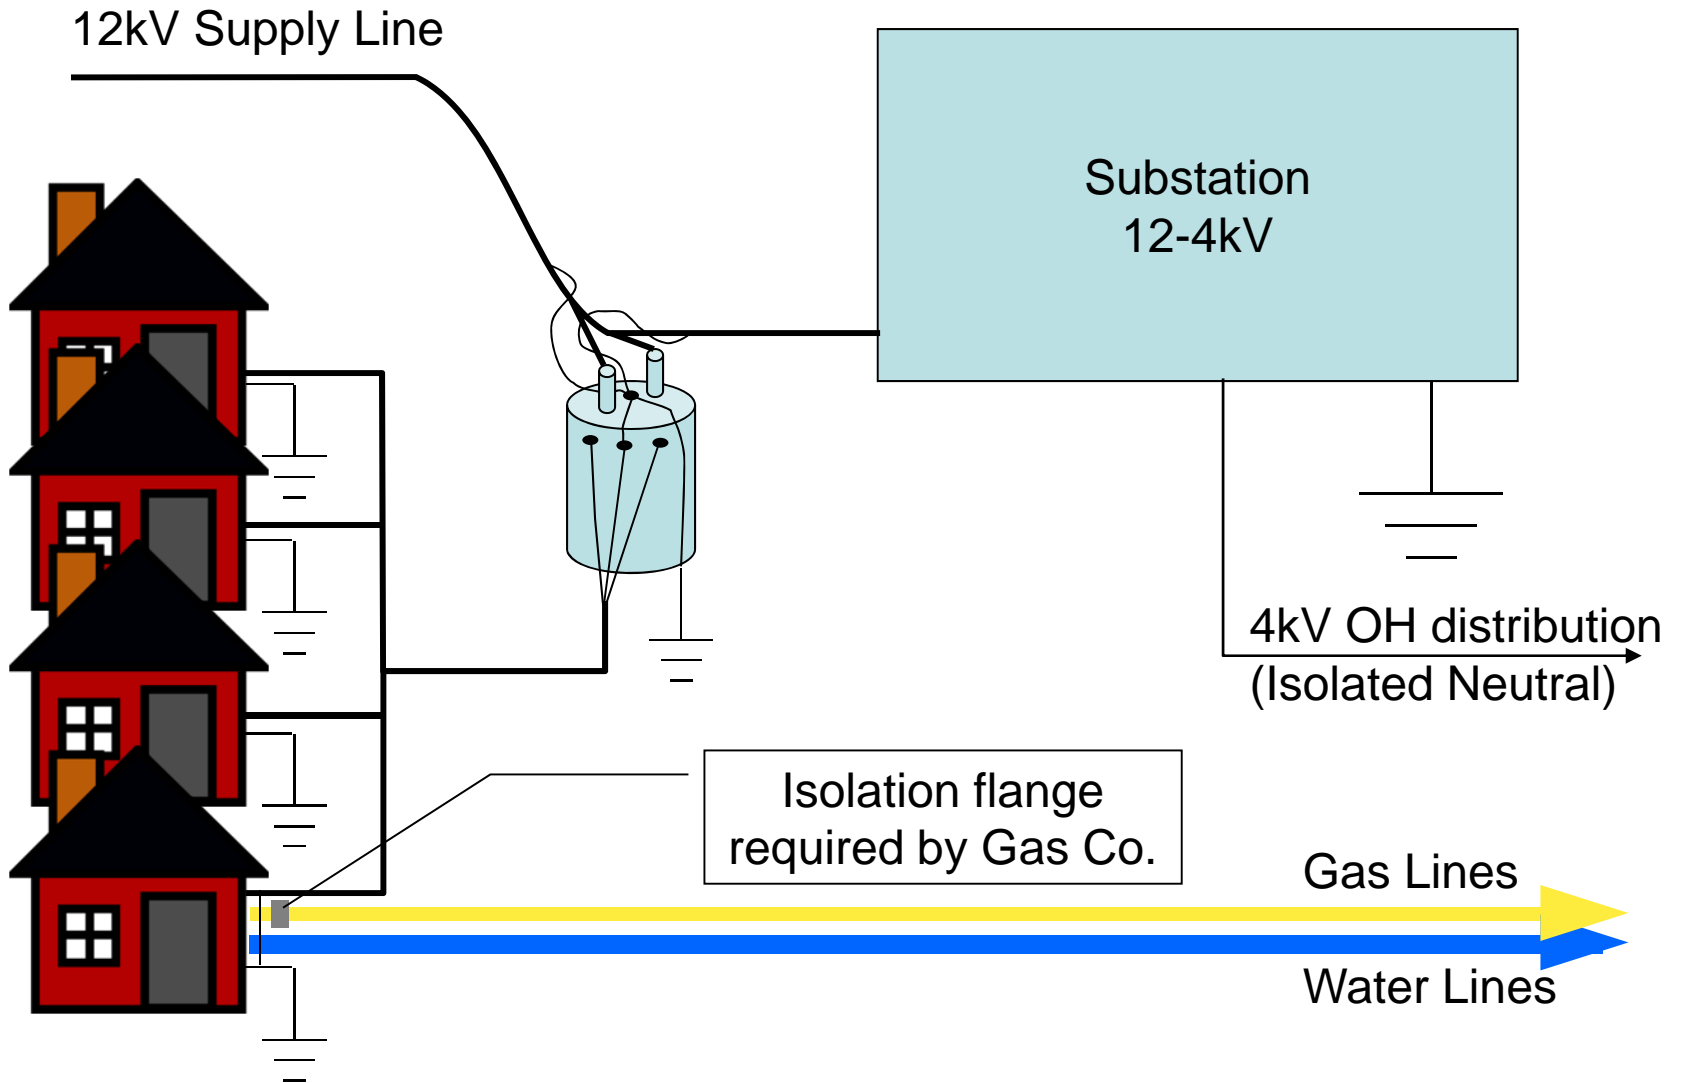 12kV Supply Line
Substation
12-4kV
4kV OH distribution
(Isolated Neutral)
Isolation flange
required by Gas Co.
Gas Lines
Water Lines